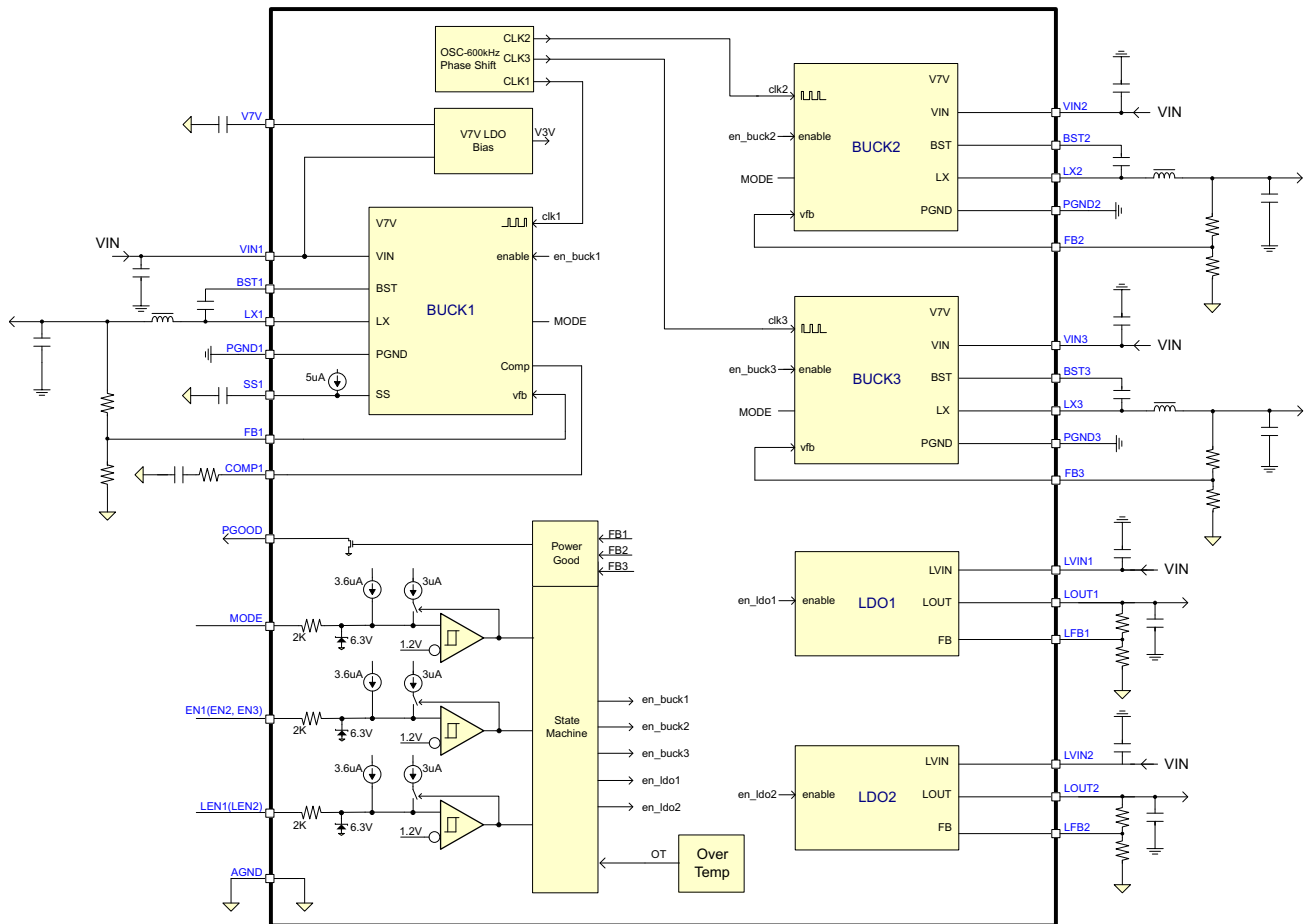 CLK2
OSC-600kHz
Phase Shift
CLK3
CLK1
V7V
V7V LDO
Bias
V3V
V7V
clk1
VIN
VIN1
VIN
enable
en_buck1
BST1
BST
BUCK1
LX1
LX
MODE
PGND1
PGND
Comp
5uA
SS1
SS
vfb
FB1
COMP1
V7V
clk2
VIN
VIN2
VIN
en_buck2
enable
BUCK2
BST
BST2
MODE
LX
LX2
PGND
PGND2
vfb
FB2
V7V
clk3
VIN
VIN3
VIN
en_buck3
enable
BUCK3
BST
BST3
MODE
LX
LX3
PGND
PGND3
vfb
FB3
PGOOD
Power
Good
FB1
FB2
FB3
3.6uA
3uA
MODE
2K
6.3V
1.2V
3.6uA
3uA
EN1(EN2, EN3)
2K
6.3V
1.2V
3.6uA
3uA
LEN1(LEN2)
2K
6.3V
1.2V
AGND
State
Machine
en_buck1
en_buck2
en_buck3
en_ldo1
en_ldo2
OT
Over
Temp
LVIN
LVIN1
VIN
en_ldo1
enable
LDO1
LOUT
LOUT1
FB
LFB1
LVIN
LVIN2
VIN
en_ldo2
enable
LDO2
LOUT
LOUT2
FB
LFB2